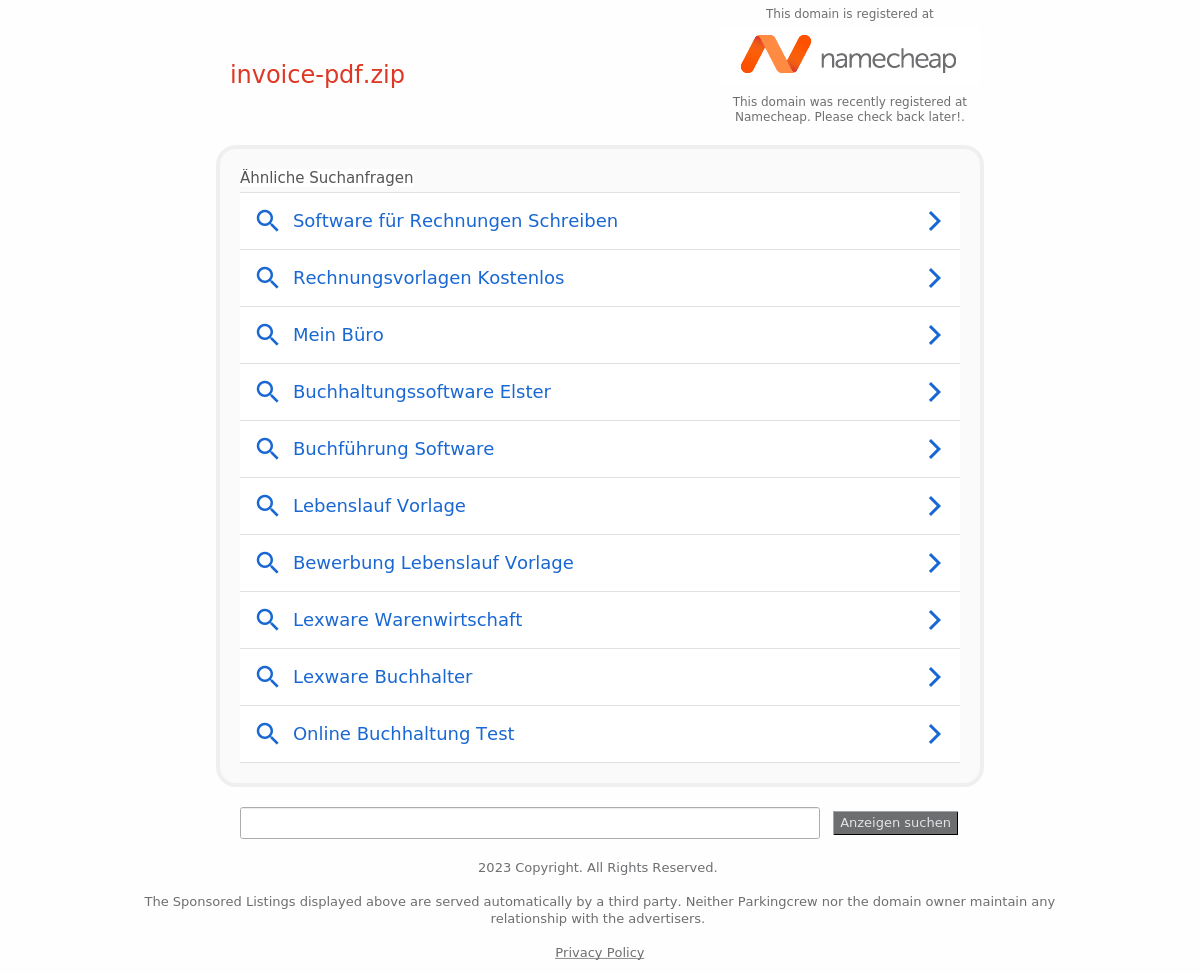 This domain is registered at
invoice-pdf.zip
namecheap
This domain was recently registered at
Namecheap. Please check back later!.
Ähnliche Suchanfragen
Software für Rechnungen Schreiben
Rechnungsvorlagen Kostenlos
Mein Büro
Buchhaltungssoftware Elster
Buchführung Software
Lebenslauf Vorlage
Bewerbung Lebenslauf Vorlage
Lexware Warenwirtschaft
Lexware Buchhalter
Online Buchhaltung Test
Anzeigen suchen
2023 Copyright. All Rights Reserved.
The Sponsored Listings displayed above are served automatically by a third party. Neither Parkingcrew nor the domain owner maintain any
relationship with the advertisers.
Privacy Policy